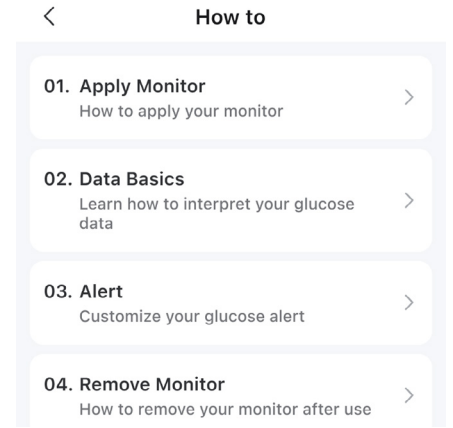 How to
01. Apply Monitor
How to apply your monitor
02. Data Basics
Learn how to interpret your glucose
data
03. Alert
Customize your glucose alert
04. Remove Monitor
How to remove your monitor after use